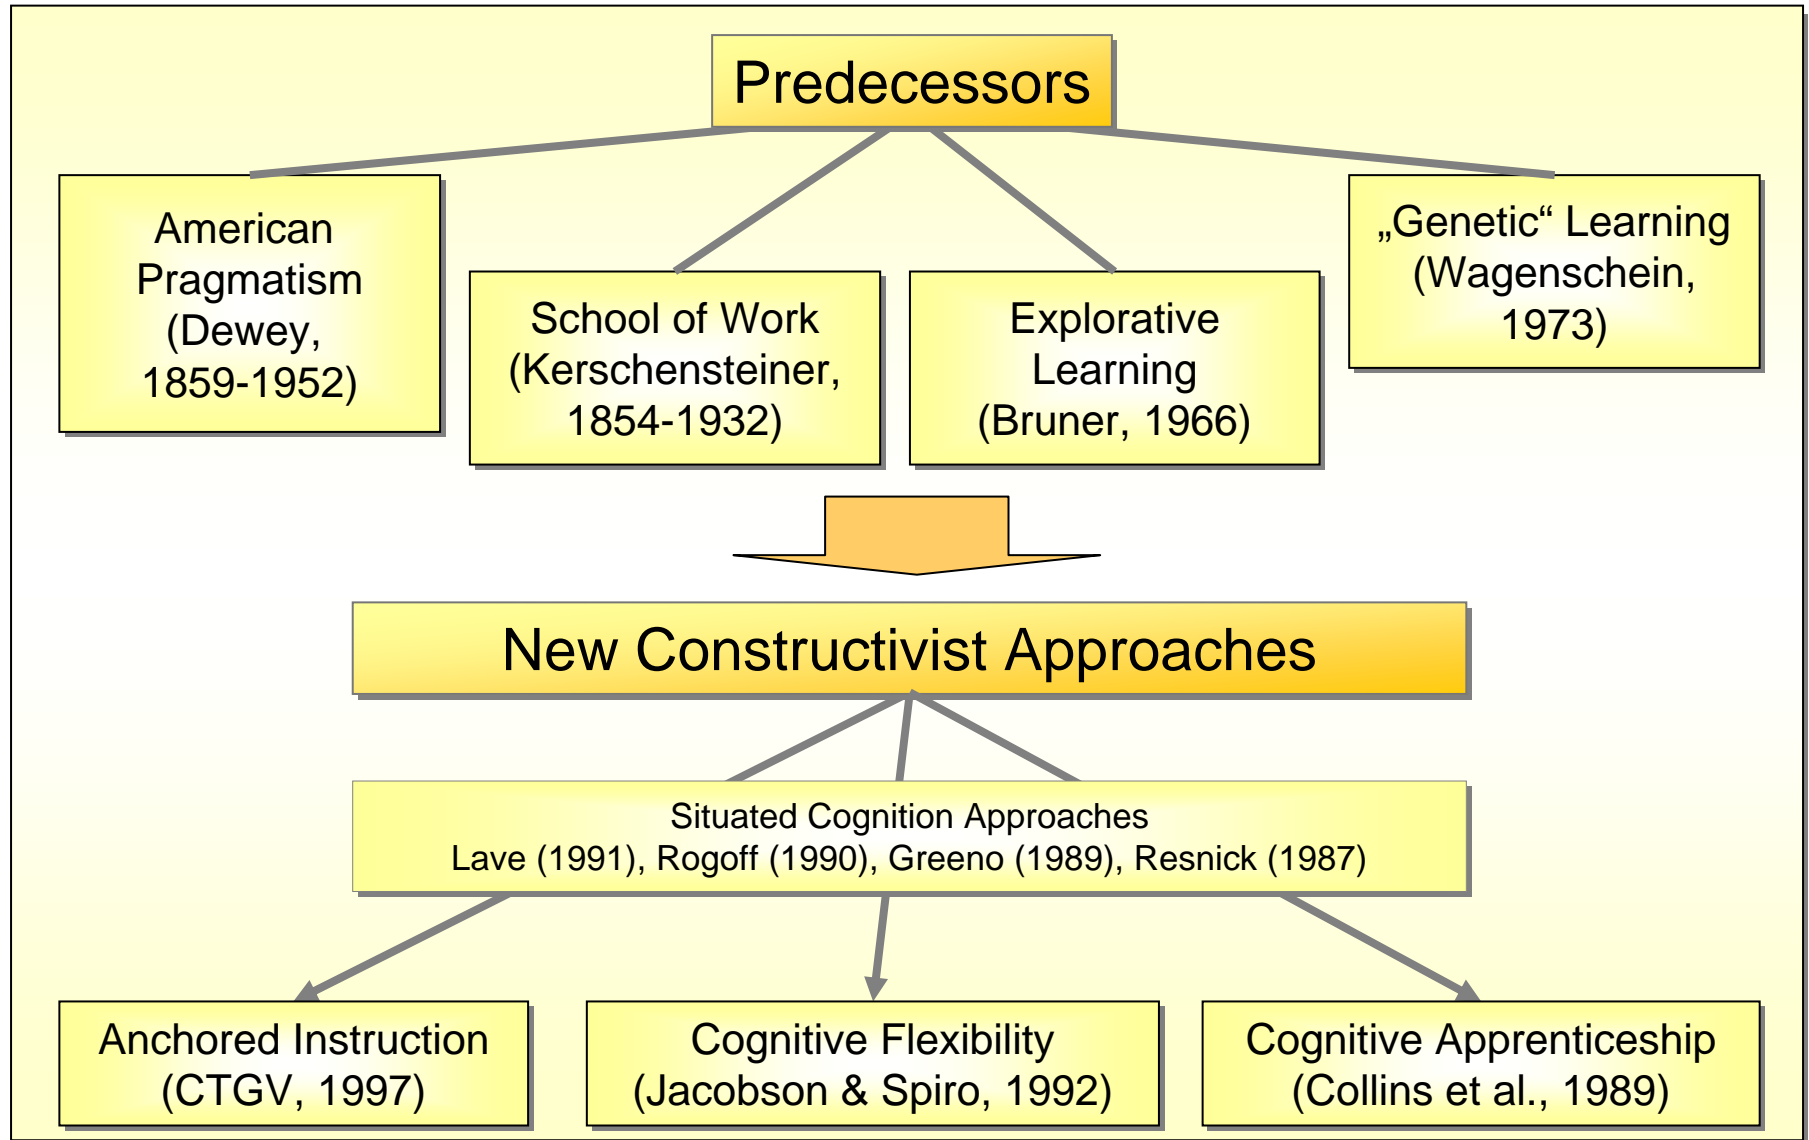 Predecessors
American
Pragmatism
(Dewey,
1859-1952)
School of Work
(Kerschensteiner,
1854-1932)
Explorative
Learning
(Bruner, 1966)
„Genetic“ Learning
(Wagenschein,
1973)
New Constructivist Approaches
Situated Cognition Approaches
Lave (1991), Rogoff (1990), Greeno (1989), Resnick (1987)
Anchored Instruction
(CTGV, 1997)
Cognitive Flexibility
(Jacobson & Spiro, 1992)
Cognitive Apprenticeship
(Collins et al., 1989)